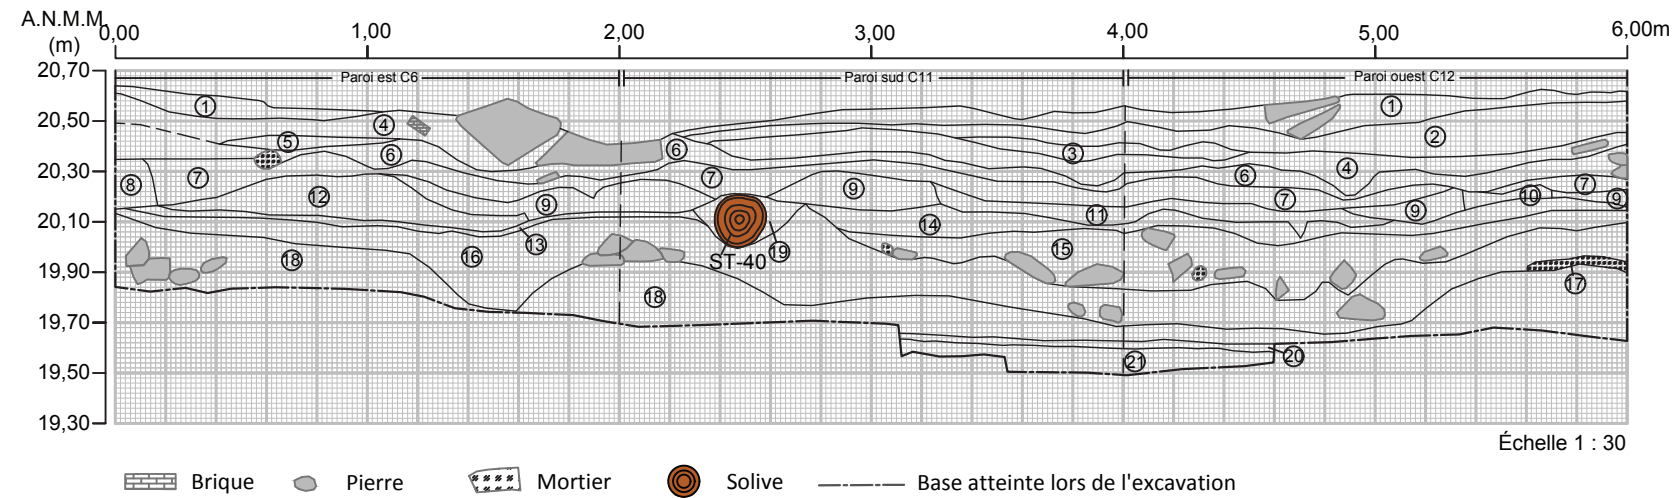 A.N.M.M. 0,00 1,00 2,00 3,00 4,00 5,00 6,00m
(m)
Paroi est C6 Paroi sud C11 Paroi ouest C12
20,70
20,50
20,30
20,10
19,90
19,70
19,50
19,30
1 1
4 2
5 6 3 4
6 7 6
8 7 12 9 7 9 7 10 7 9
11 9
13 14
16 18 19 15
ST-40
18 17
21 20
Échelle 1 : 30
Brique Pierre Mortier Solive Base atteinte lors de l'excavation